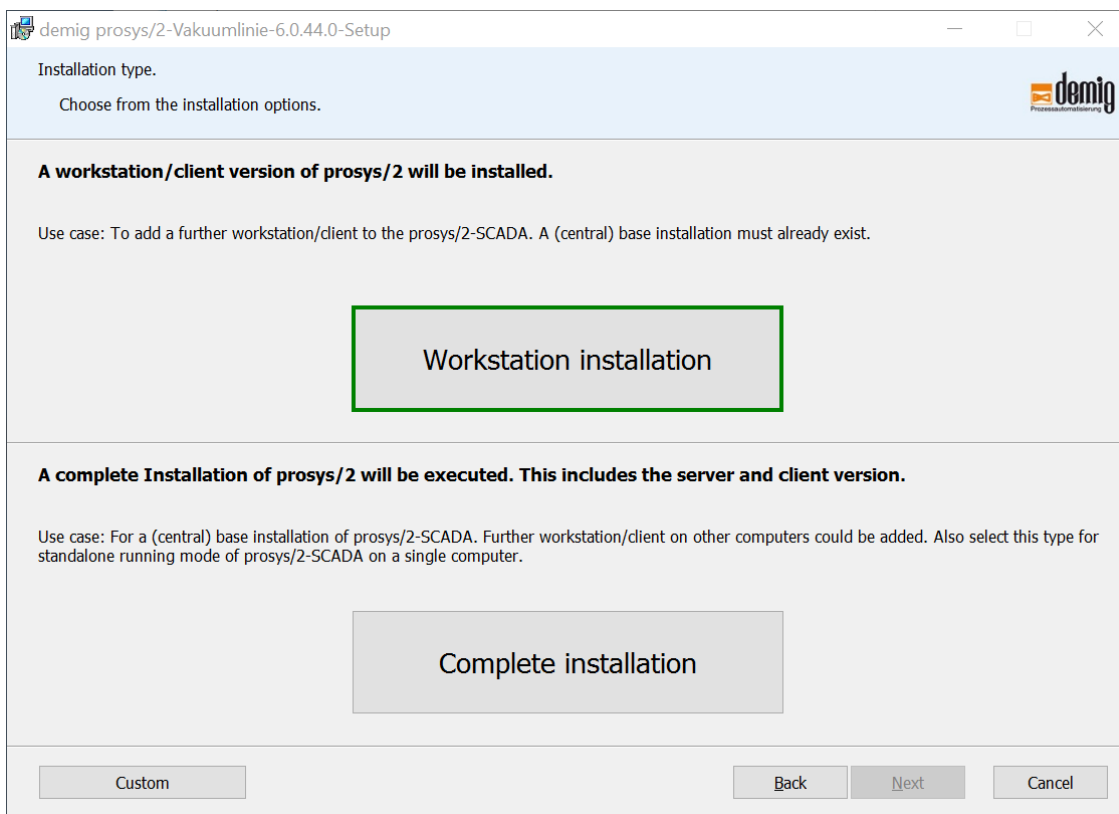 demig prosys/2-Vakuumlinie-6.0.44.0-Setup
Installation type.
Choose from the installation options.
demig
Prozessautomatisierung
A workstation/client version of prosys/2 will be installed.
Use case: To add a further workstation/client to the prosys/2-SCADA. A (central) base installation must already exist.
Workstation installation
A complete Installation of prosys/2 will be executed. This includes the server and client version.
Use case: For a (central) base installation of prosys/2-SCADA. Further workstation/client on other computers could be added. Also select this type for
standalone running mode of prosys/2-SCADA on a single computer.
Complete installation
Custom
Back
Next
Cancel